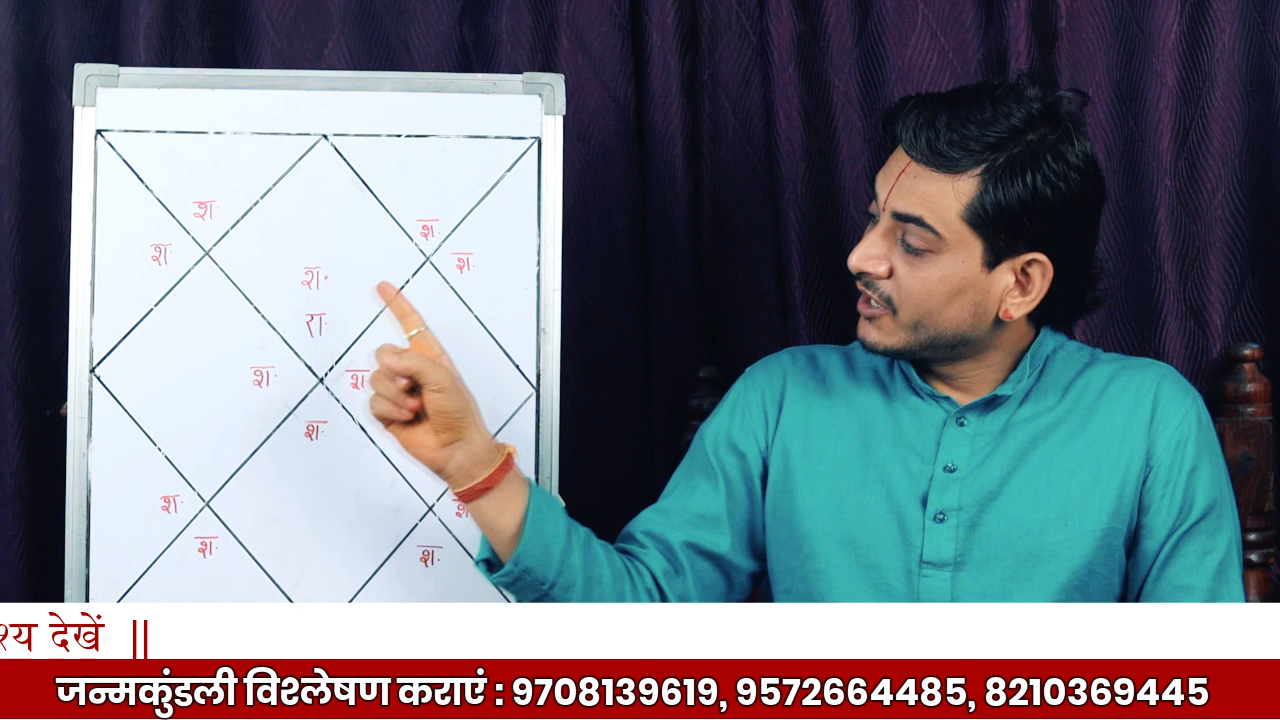 श.
श.
श.
श.
श.
रा.
श.
श.
श.
श.
श.
श.
श.
देखें ||
जन्मकुंडली विश्लेषण कराएं : 9708139619, 9572664485, 8210369445